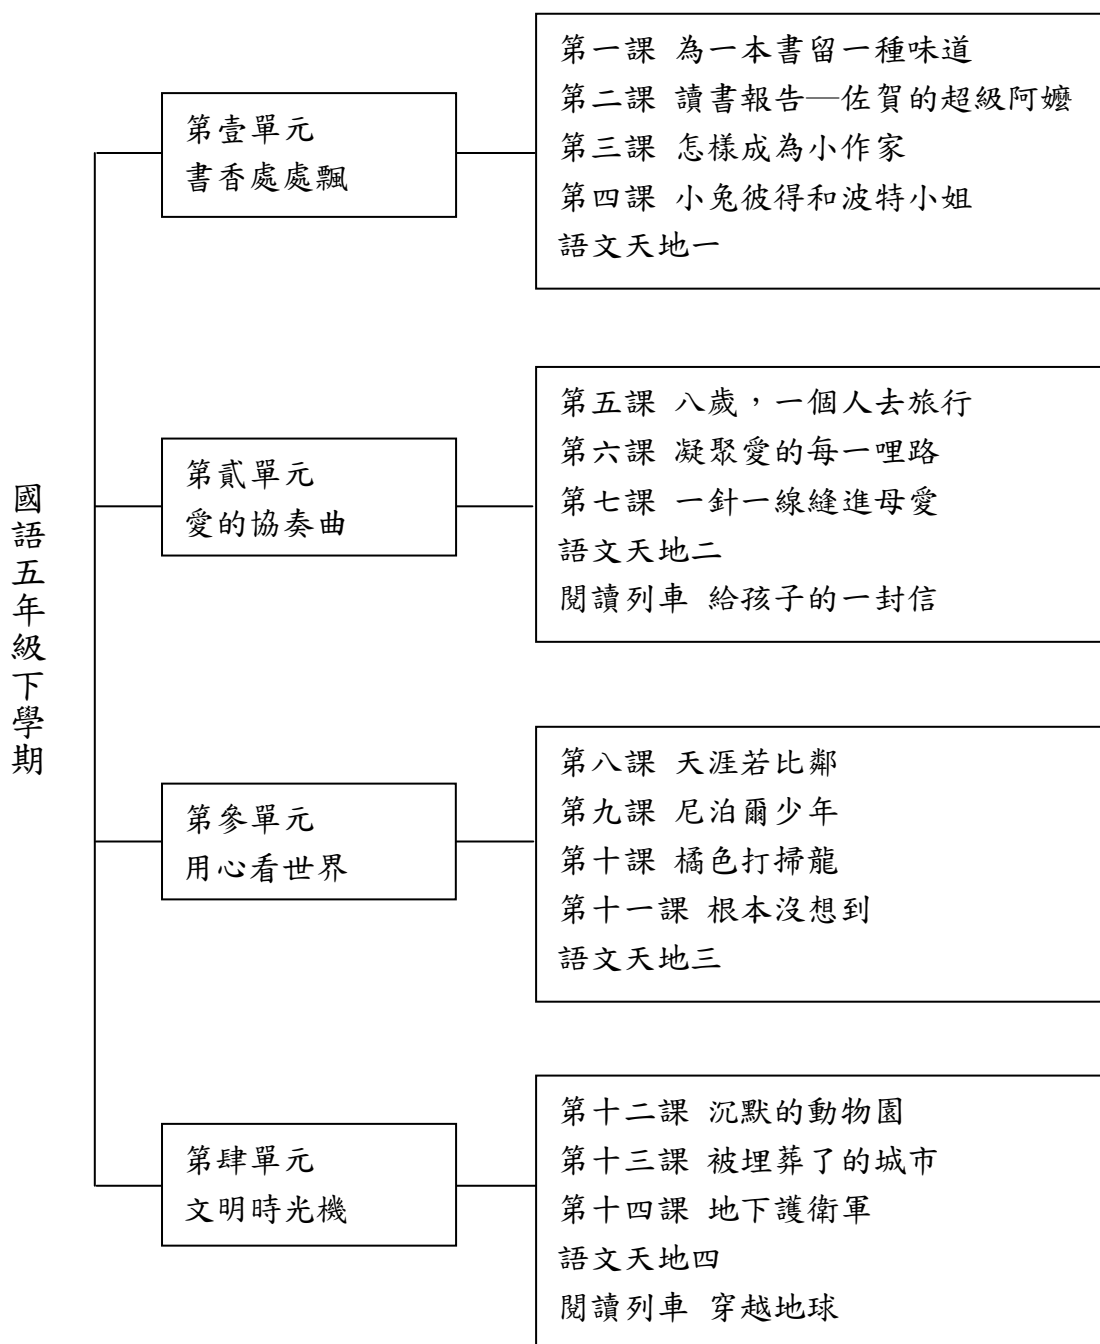 國語五年級下學期
第壹單元
書香處處飄
第一課 為一本書留一種味道
第二課 讀書報告─佐賀的超級阿嬤
第三課 怎樣成為小作家
第四課 小兔彼得和波特小姐
語文天地一
第貳單元
愛的協奏曲
第五課 八歲，一個人去旅行
第六課 凝聚愛的每一哩路
第七課 一針一線縫進母愛
語文天地二
閱讀列車 給孩子的一封信
第參單元
用心看世界
第八課 天涯若比鄰
第九課 尼泊爾少年
第十課 橘色打掃龍
第十一課 根本沒想到
語文天地三
第肆單元
文明時光機
第十二課 沉默的動物園
第十三課 被埋葬了的城市
第十四課 地下護衛軍
語文天地四
閱讀列車 穿越地球